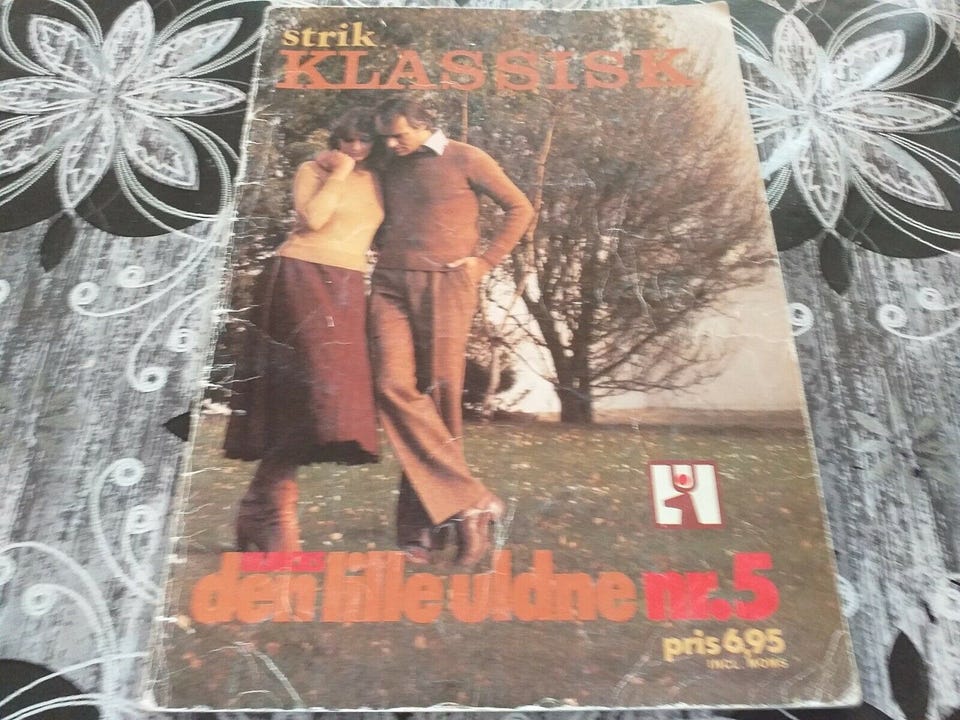 strik
KLASSISK
den lille uldne nr.5
pris 6,95
INCL. MOMS